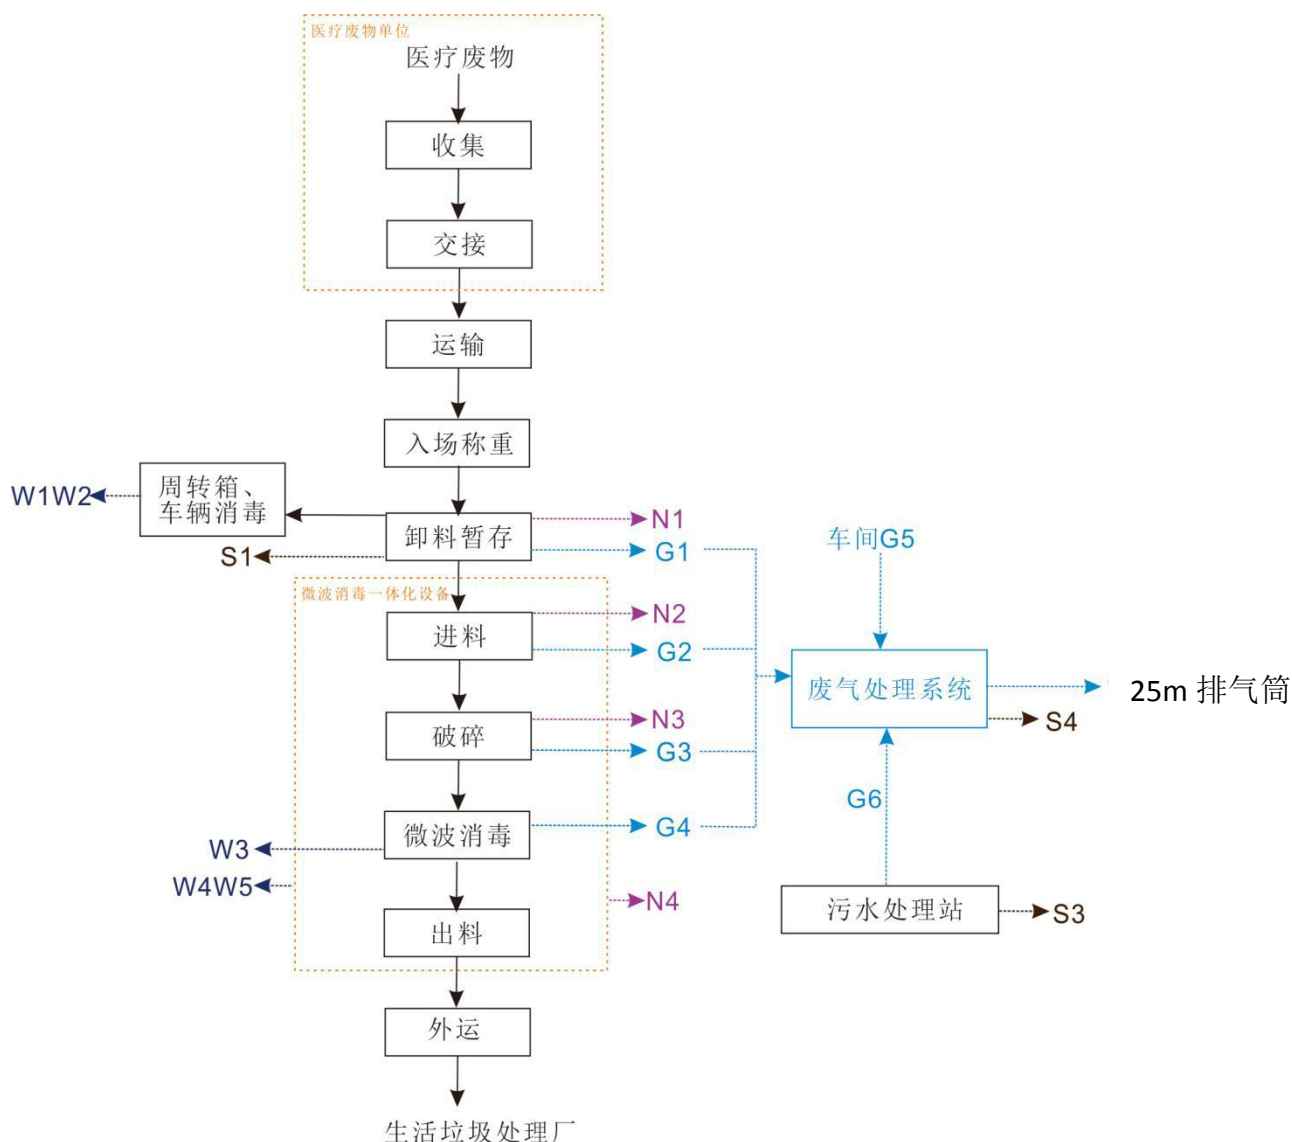 医疗废物单位
医疗废物
收集
交接
运输
入场称重
周转箱、
车辆消毒
W1W2
卸料暂存
N1
G1
S1
车间G5
微波消毒一体化设备
进料
N2
G2
废气处理系统
25m 排气筒
S4
破碎
N3
G3
G6
微波消毒
G4
W3
W4W5
N4
污水处理站
S3
出料
外运
生活垃圾处理厂